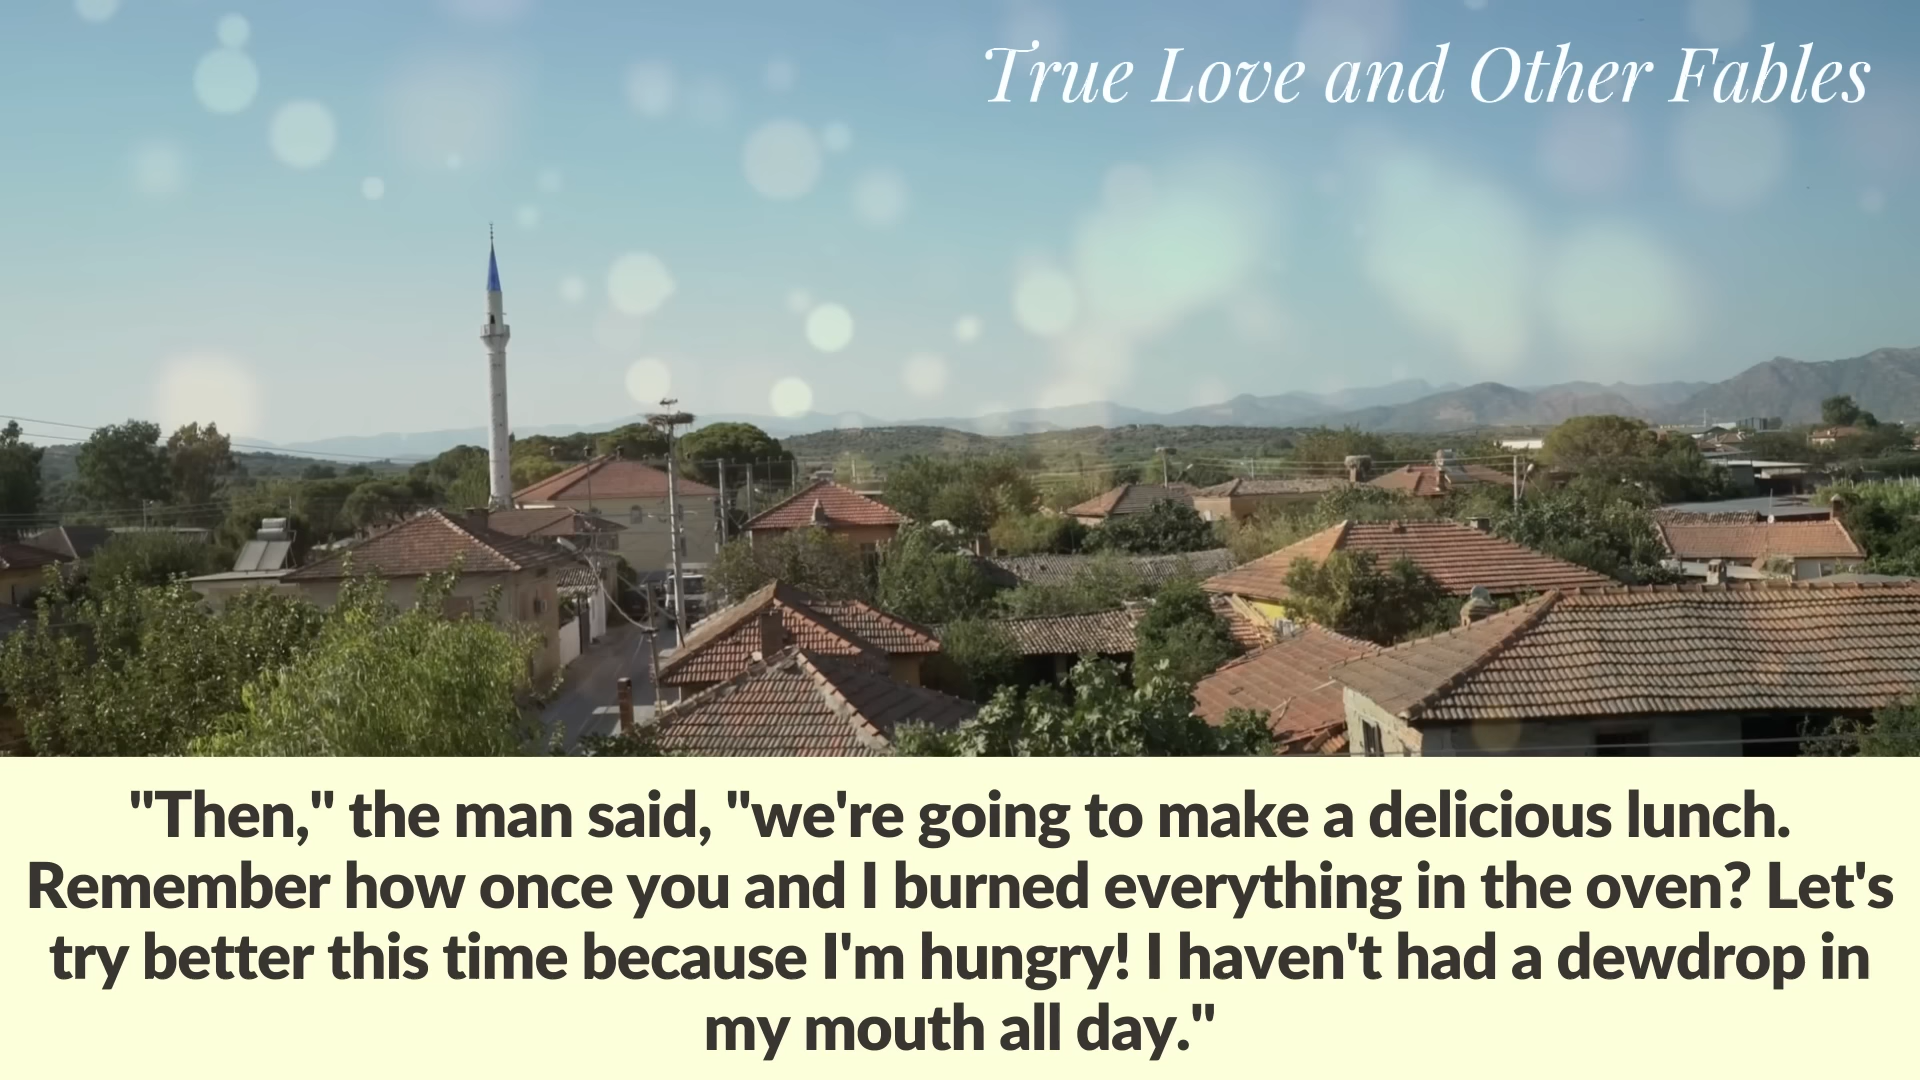 True Love and Other Fables
"Then," the man said, "we're going to make a delicious lunch.
Remember how once you and I burned everything in the oven? Let's
try better this time because I'm hungry! I haven't had a dewdrop in
my mouth all day."